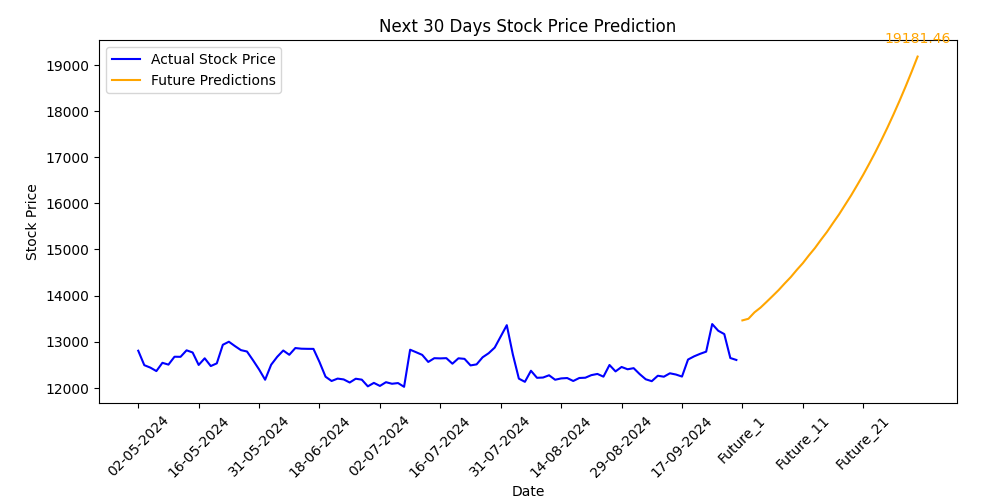 Next 30 Days Stock Price Prediction
19181.46
Actual Stock Price
Future Predictions
Stock Price
19000
18000
17000
16000
15000
14000
13000
12000
02-05-2024
16-05-2024
31-05-2024
18-06-2024
02-07-2024
16-07-2024
31-07-2024
14-08-2024
29-08-2024
17-09-2024
Future_1
Future_11
Future_21
Date